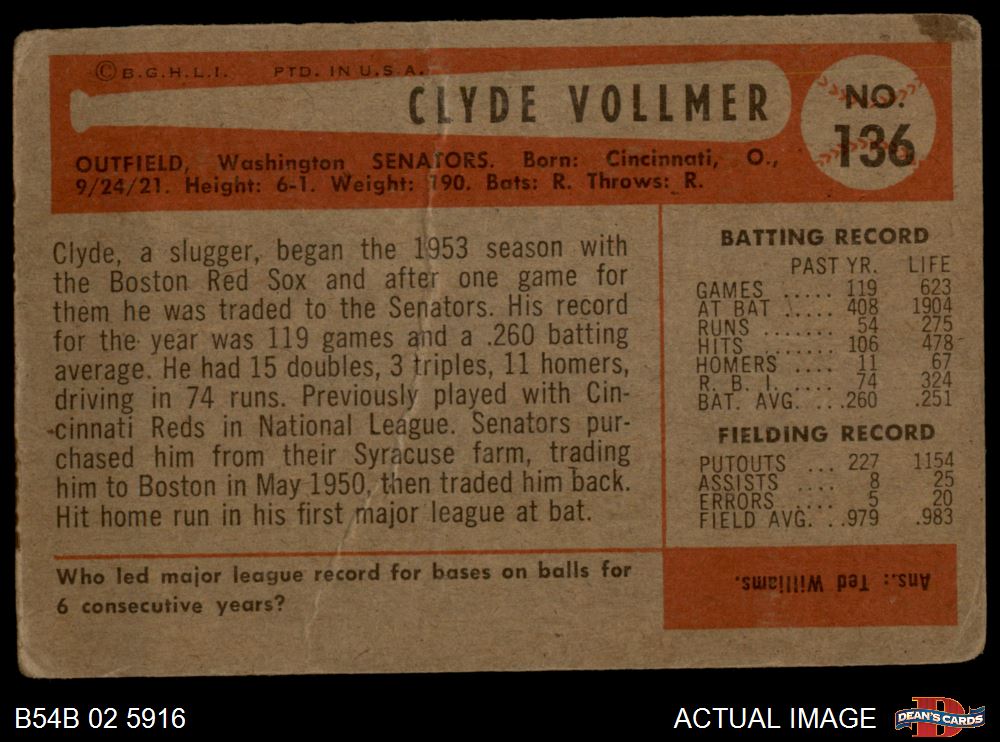 © B.G.H.L.I. PTD. IN U.S.A.
CLYDE VOLLMER
NO.
136
OUTFIELD, Washington SENATORS. Born: Cincinnati, O.,
9/24/21. Height: 6-1. Weight: 190. Bats: R. Throws: R.
Clyde, a slugger, began the 1953 season with
the Boston Red Sox and after one game for
them he was traded to the Senators. His record
for the year was 119 games and a .260 batting
average. He had 15 doubles, 3 triples, 11 homers,
driving in 74 runs. Previously played with Cin-
cinnati Reds in National League. Senators pur-
chased him from their Syracuse farm, trading
him to Boston in May 1950, then traded him back.
Hit home run in his first major league at bat.
Who led major league record for bases on balls for
6 consecutive years?
BATTING RECORD
PAST YR. LIFE
GAMES ..... 119 623
AT BAT ..... 408 1904
RUNS ....... 54 275
HITS ....... 106 478
HOMERS ..... 11 67
R. B. I. .... 74 324
BAT. AVG. ... .260 .251
FIELDING RECORD
PUTOUTS ... 227 1154
ASSISTS .... 8 25
ERRORS .... 5 20
FIELD AVG. . .979 .983
Ans.: Ted Williams.
B54B 02 5916
ACTUAL IMAGE
DEAN'S CARDS